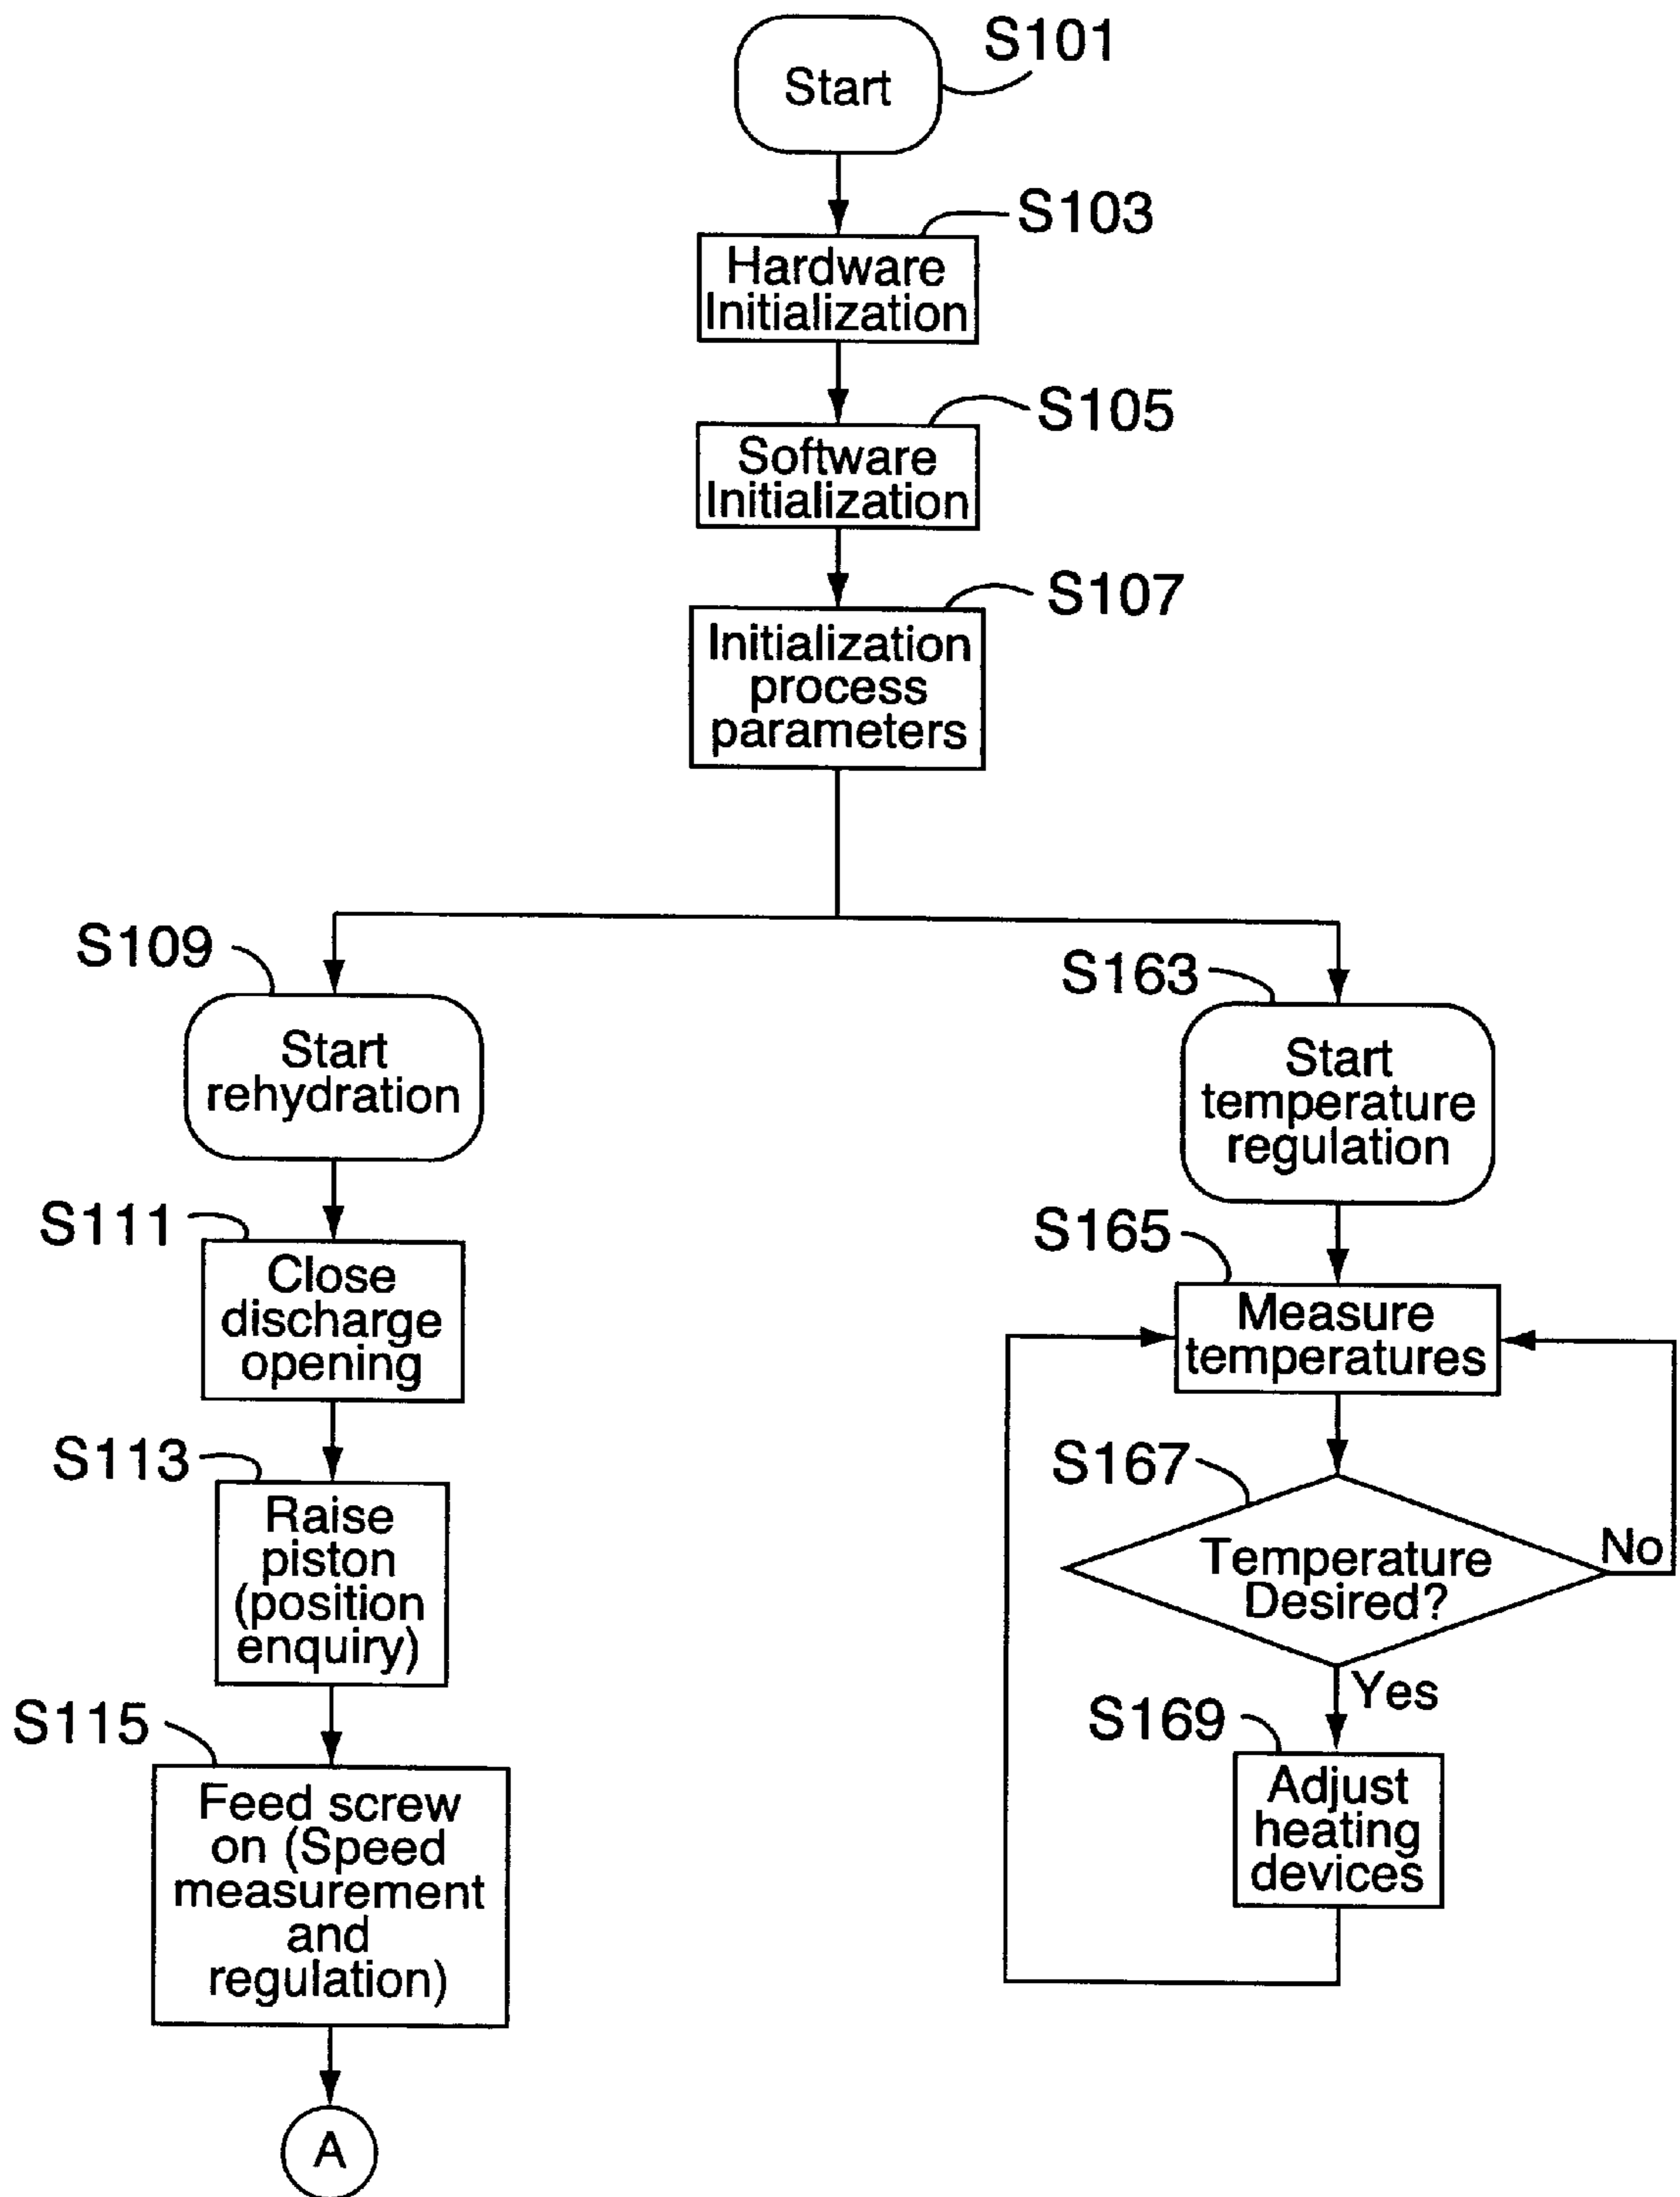 S101
Start
S103
Hardware
Initialization
S105
Software
Initialization
S107
Initialization
process
parameters
S109
Start
rehydration
S111
Close
discharge
opening
S113
Raise
piston
(position
enquiry)
S115
Feed screw
on (Speed
measurement
and
regulation)
A
S163
Start
temperature
regulation
S165
Measure
temperatures
S167
Temperature
Desired?
No
Yes
S169
Adjust
heating
devices